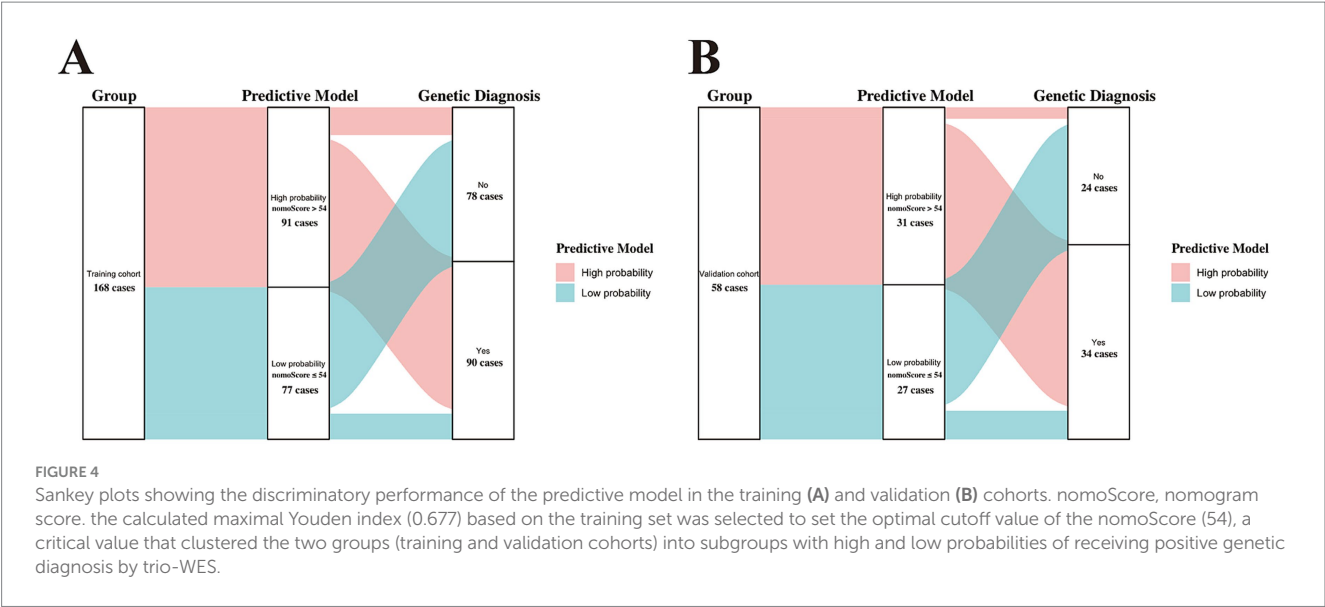 A
Group
Predictive Model
Genetic Diagnosis
Training cohort
168 cases
High probability
nomoScore > 54
91 cases
Low probability
nomoScore ≤ 54
77 cases
No
78 cases
Yes
90 cases
Predictive Model
High probability
Low probability
B
Group
Predictive Model
Genetic Diagnosis
Validation cohort
58 cases
High probability
nomoScore > 54
31 cases
Low probability
nomoScore ≤ 54
27 cases
No
24 cases
Yes
34 cases
Predictive Model
High probability
Low probability
FIGURE 4
Sankey plots showing the discriminatory performance of the predictive model in the training (A) and validation (B) cohorts. nomoScore, nomogram
score. the calculated maximal Youden index (0.677) based on the training set was selected to set the optimal cutoff value of the nomoScore (54), a
critical value that clustered the two groups (training and validation cohorts) into subgroups with high and low probabilities of receiving positive genetic
diagnosis by trio-WES.